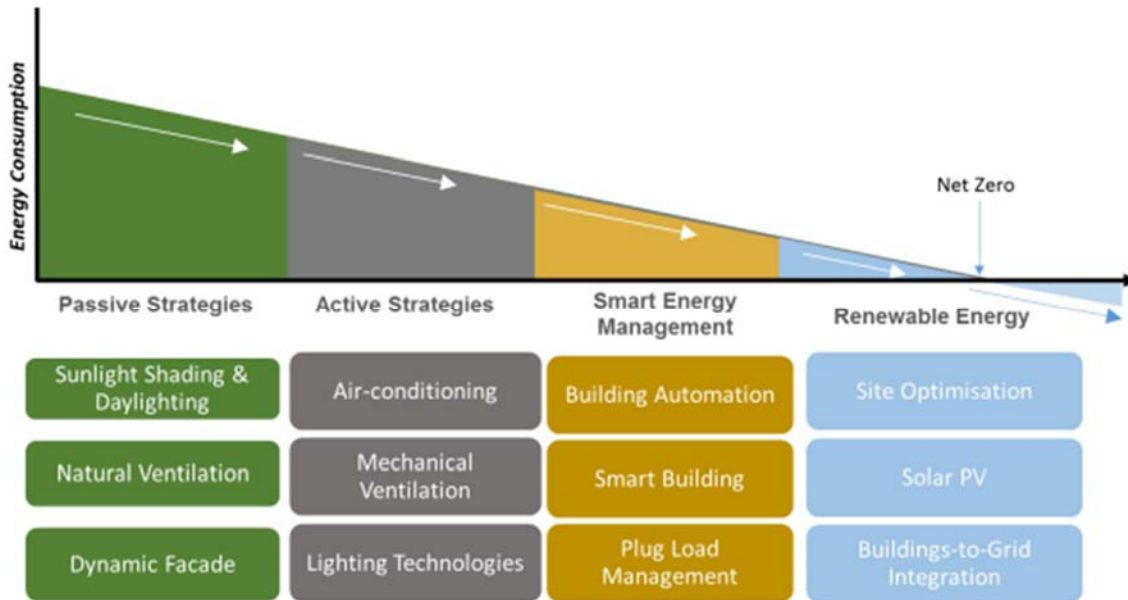 Energy Consumption
Net Zero
Passive Strategies
Active Strategies
Smart Energy
Management
Renewable Energy
Sunlight Shading &
Daylighting
Air-conditioning
Building Automation
Site Optimisation
Natural Ventilation
Mechanical
Ventilation
Smart Building
Solar PV
Dynamic Facade
Lighting Technologies
Plug Load
Management
Buildings-to-Grid
Integration